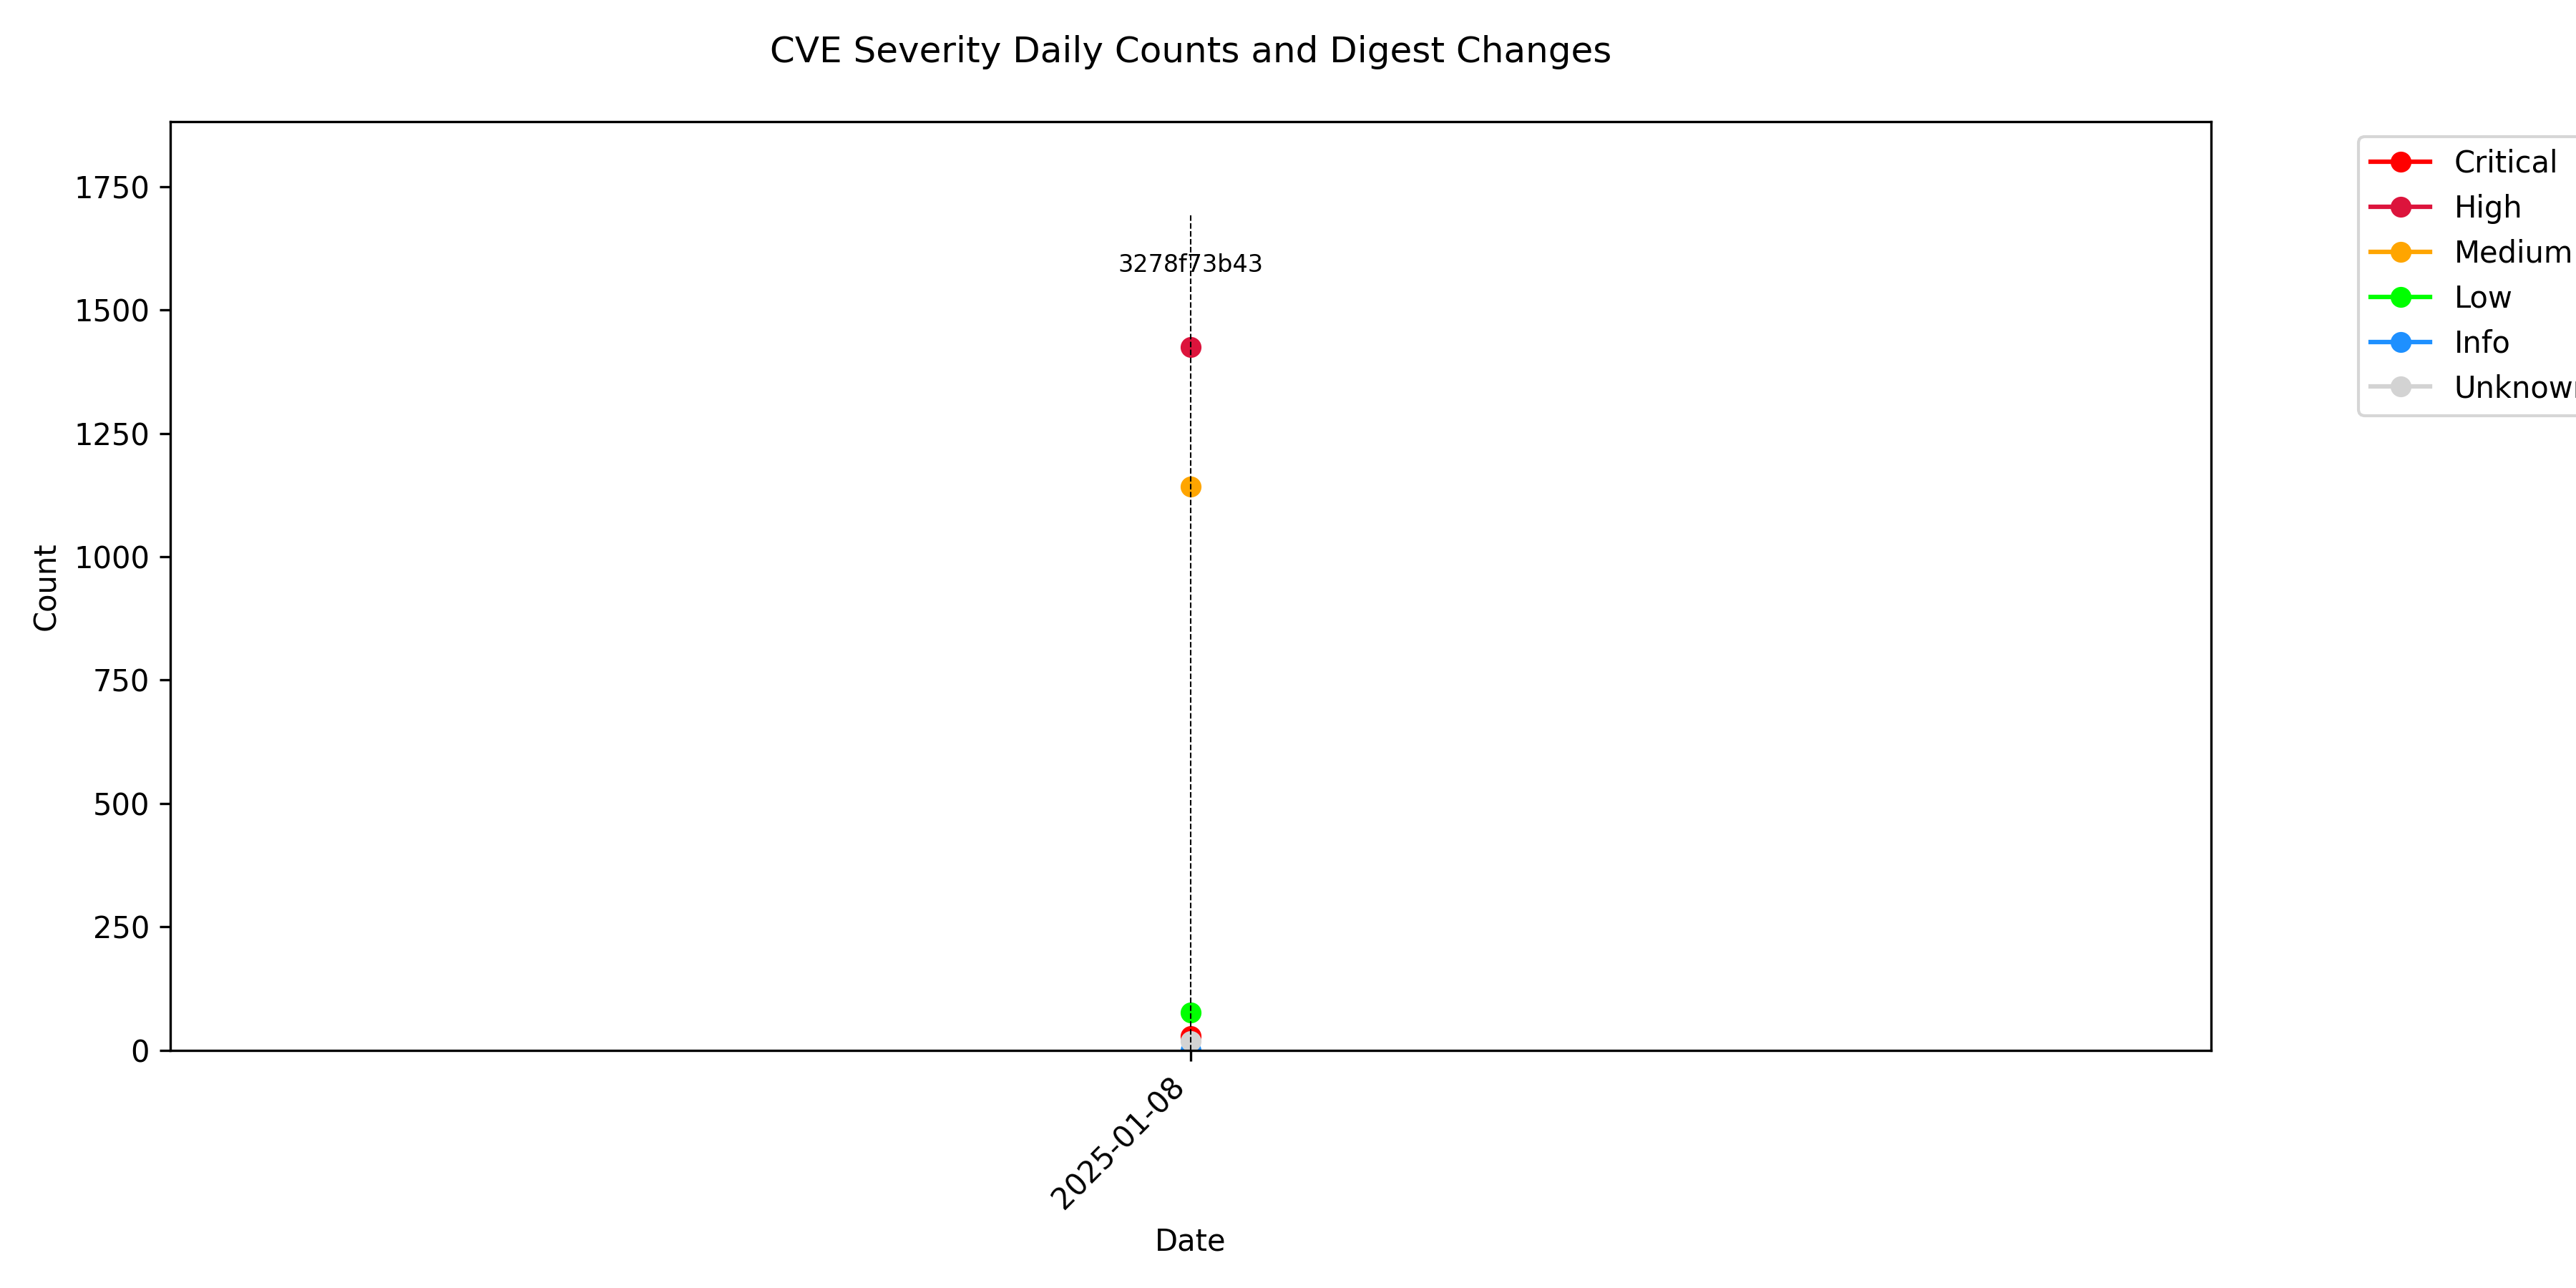 CVE Severity Daily Counts and Digest Changes
1750
1500
1250
1000
750
500
250
0
Count
3278f73b43
2025-01-08
Date
Critical
High
Medium
Low
Info
Unknown